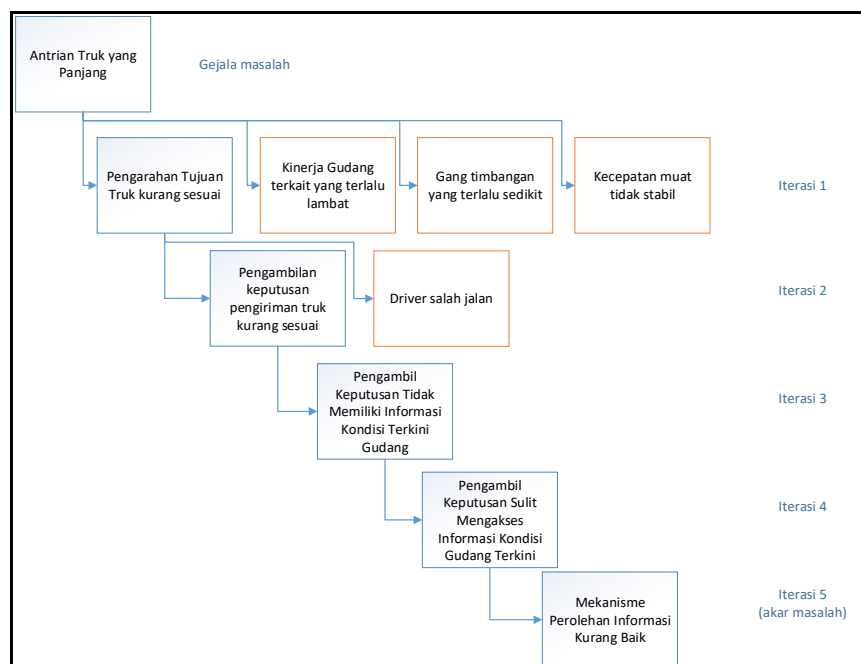 Antrian Truk yang
Panjang
Gejala masalah
Pengarahan Tujuan
Truk kurang sesuai
Kinerja Gudang
terkait yang terlalu
lambat
Gang timbangan
yang terlalu sedikit
Kecepatan muat
tidak stabil
Iterasi 1
Pengambilan
keputusan
pengiriman truk
kurang sesuai
Driver salah jalan
Iterasi 2
Pengambil
Keputusan Tidak
Memiliki Informasi
Kondisi Terkini
Gudang
Iterasi 3
Pengambil
Keputusan Sulit
Mengakses
Informasi Kondisi
Gudang Terkini
Iterasi 4
Mekanisme
Perolehan Informasi
Kurang Baik
Iterasi 5
(akar masalah)